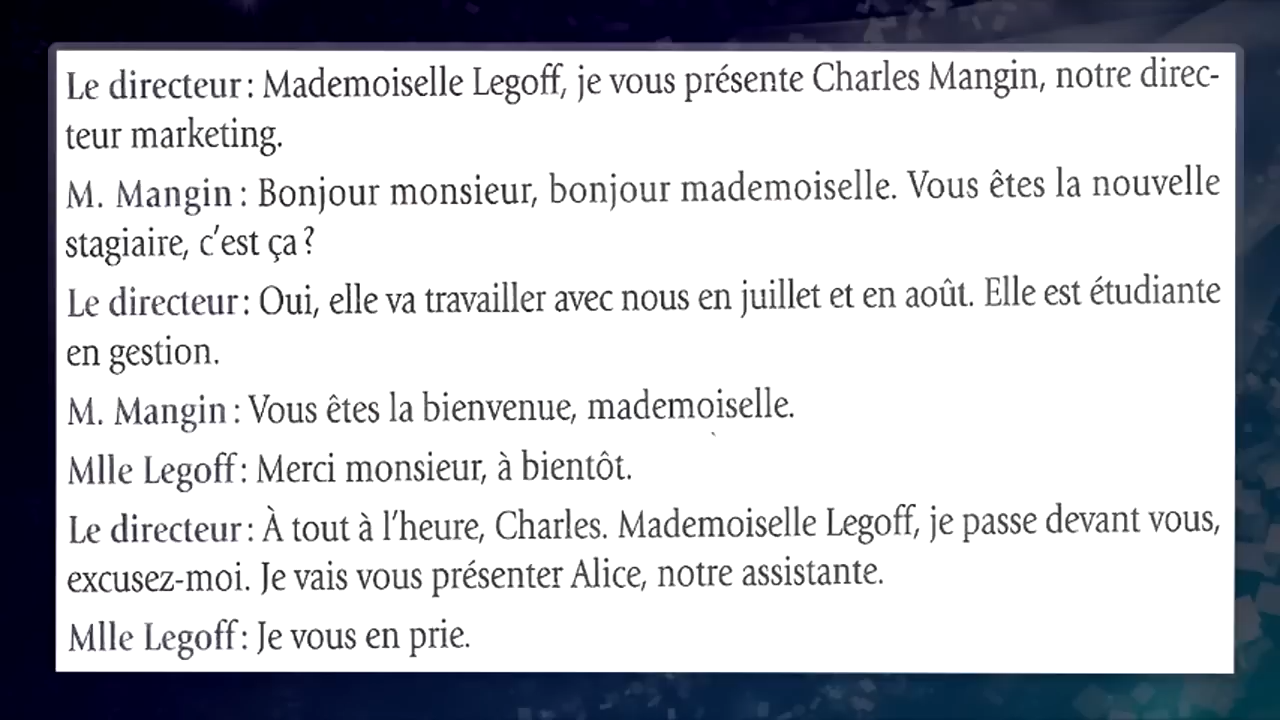 Le directeur : Mademoiselle Legoff, je vous présente Charles Mangin, notre direc-
teur marketing.
M. Mangin : Bonjour monsieur, bonjour mademoiselle. Vous êtes la nouvelle
stagiaire, c'est ça ?
Le directeur : Oui, elle va travailler avec nous en juillet et en août. Elle est étudiante
en gestion.
M. Mangin : Vous êtes la bienvenue, mademoiselle.
Mlle Legoff : Merci monsieur, à bientôt.
Le directeur : À tout à l'heure, Charles. Mademoiselle Legoff, je passe devant vous,
excusez-moi. Je vais vous présenter Alice, notre assistante.
Mlle Legoff : Je vous en prie.